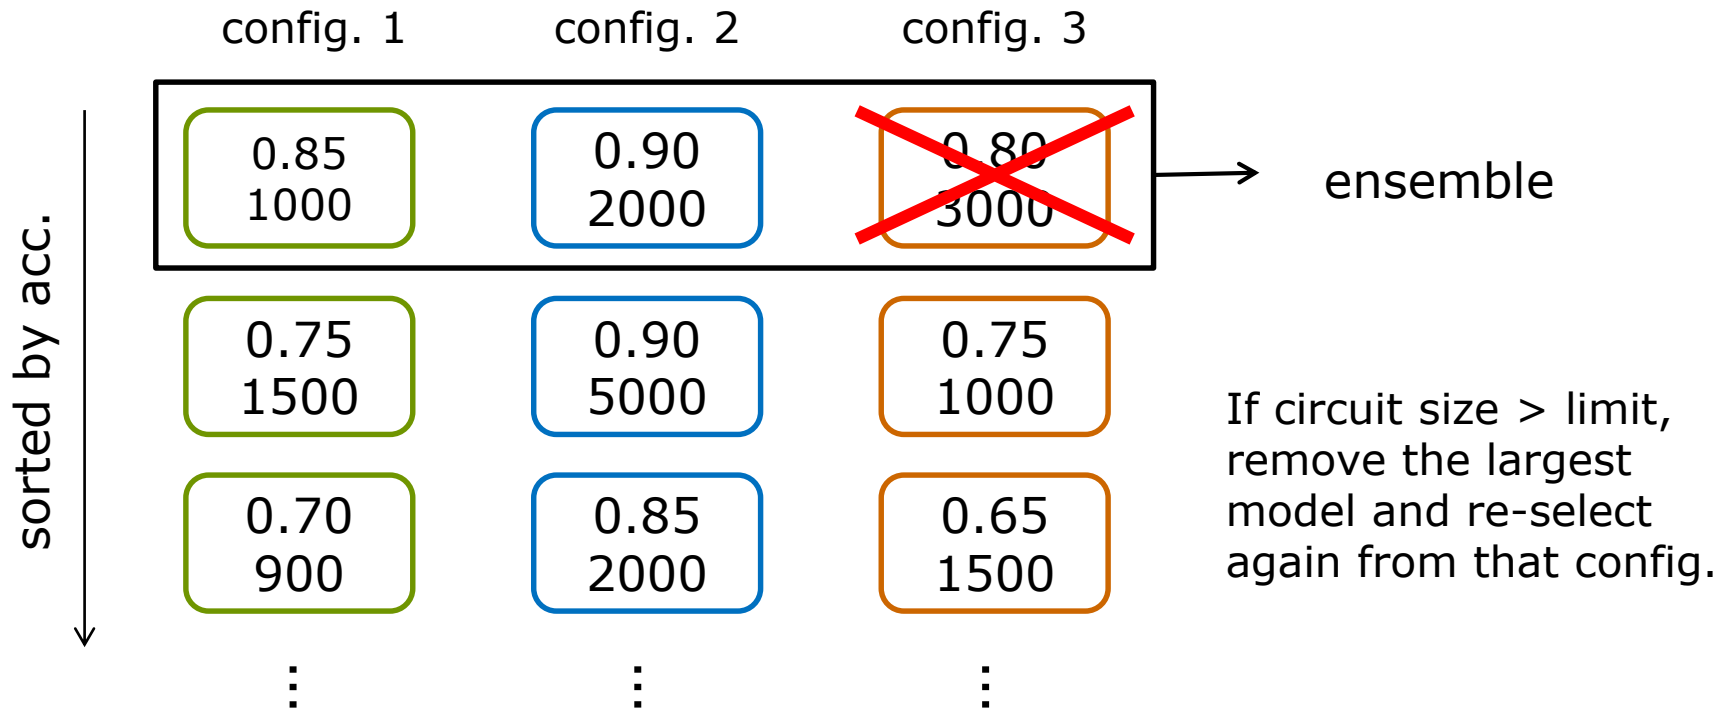 config. 1
config. 2
config. 3
sorted by acc.
0.85
1000
0.90
2000
0.80
3000
ensemble
0.75
1500
0.90
5000
0.75
1000
If circuit size > limit,
remove the largest
model and re-select
again from that config.
0.70
900
0.85
2000
0.65
1500
⋮
⋮
⋮